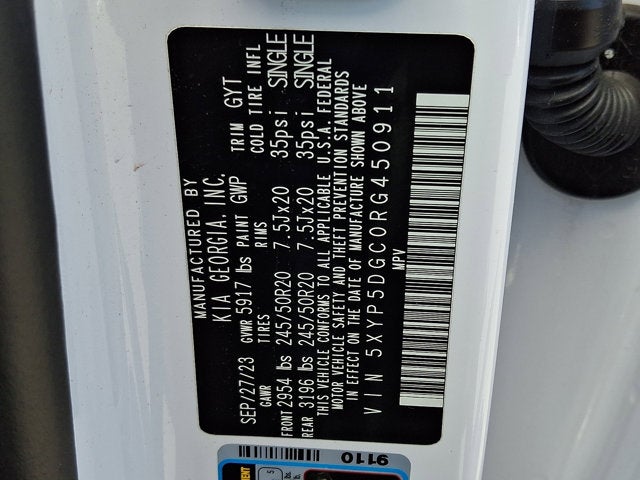 MANUFACTURED BY
KIA GEORGIA, INC.
SEP/27/23 GVWR 5917 lbs PAINT GWP TRIM GYT
GAWR TIRES RIMS COLD TIRE INFL
FRONT 2954 lbs 245/50R20 7.5Jx20 35psi SINGLE
REAR 3196 lbs 245/50R20 7.5Jx20 35psi SINGLE
THIS VEHICLE CONFORMS TO ALL APPLICABLE U.S.A. FEDERAL
MOTOR VEHICLE SAFETY AND THEFT PREVENTION STANDARDS
IN EFFECT ON THE DATE OF MANUFACTURE SHOWN ABOVE
VIN 5XYP5DGC0RG450911
MPV
9110